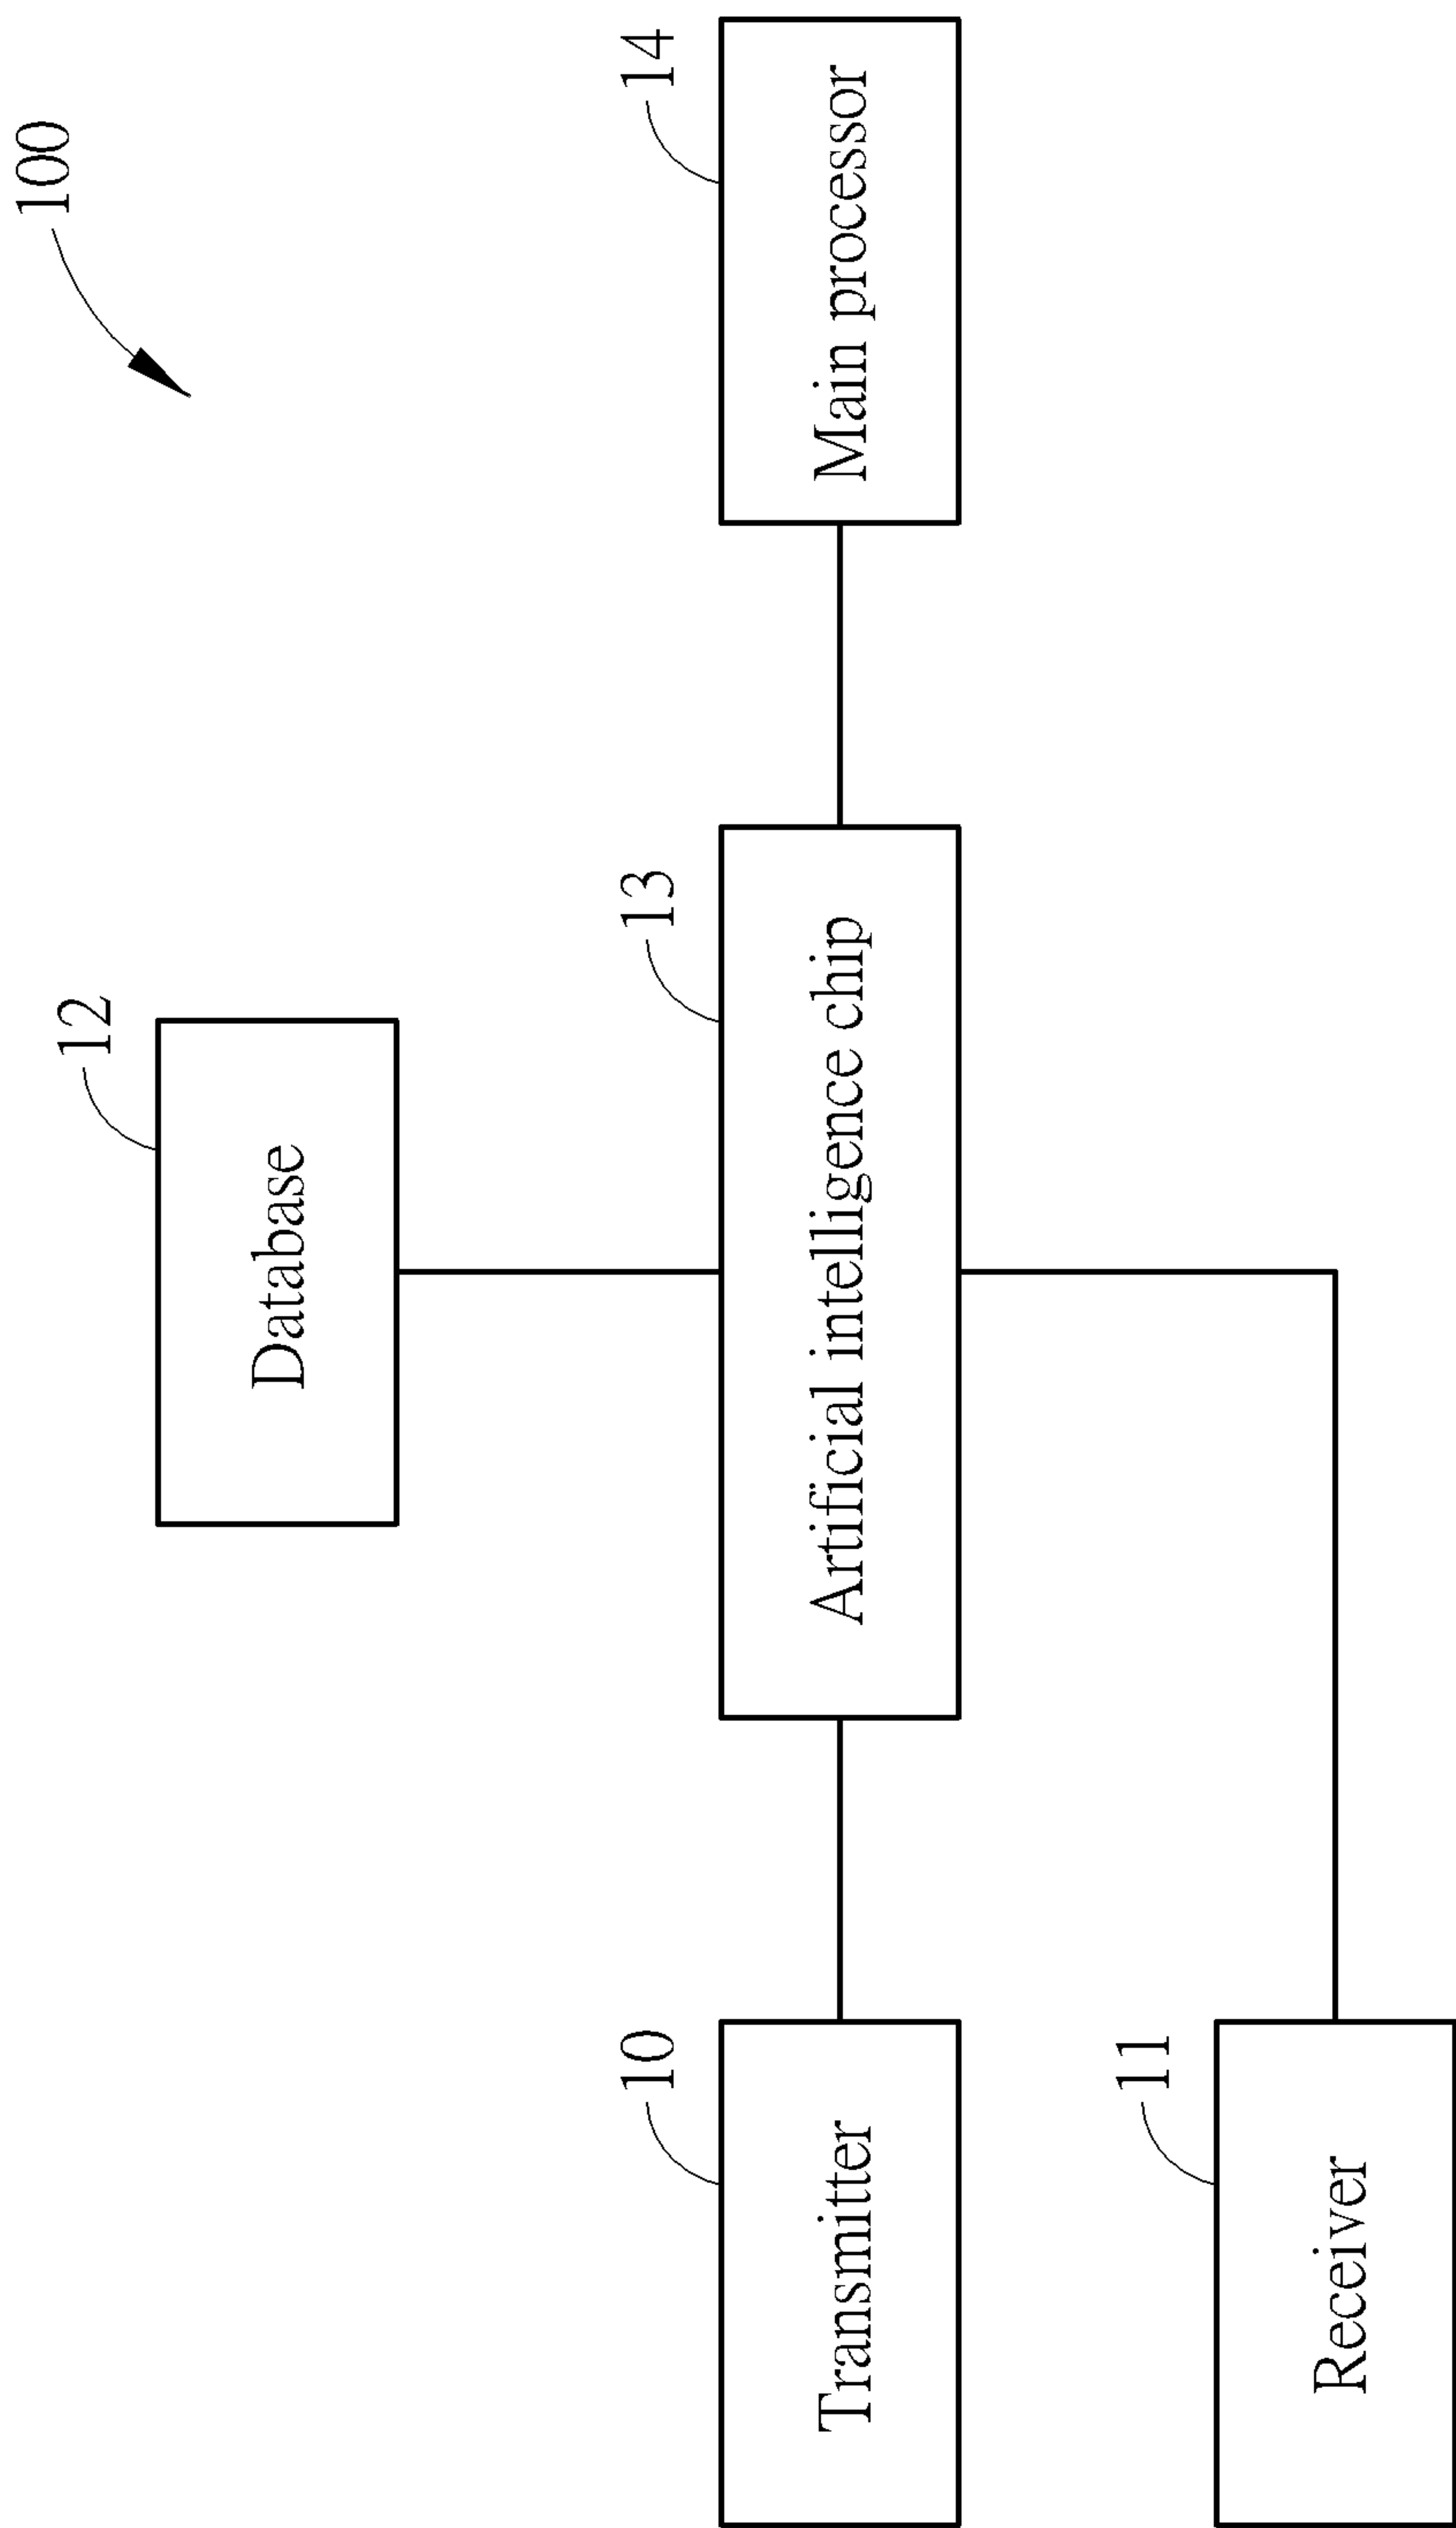 100
12
Database
10
Transmitter
13
Artificial intelligence chip
14
Main processor
11
Receiver